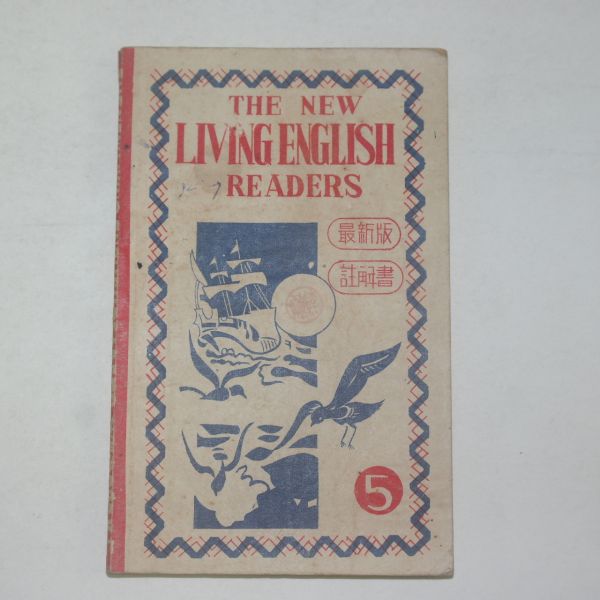 THE NEW
LIVING ENGLISH
READERS
最新版
註解書
5